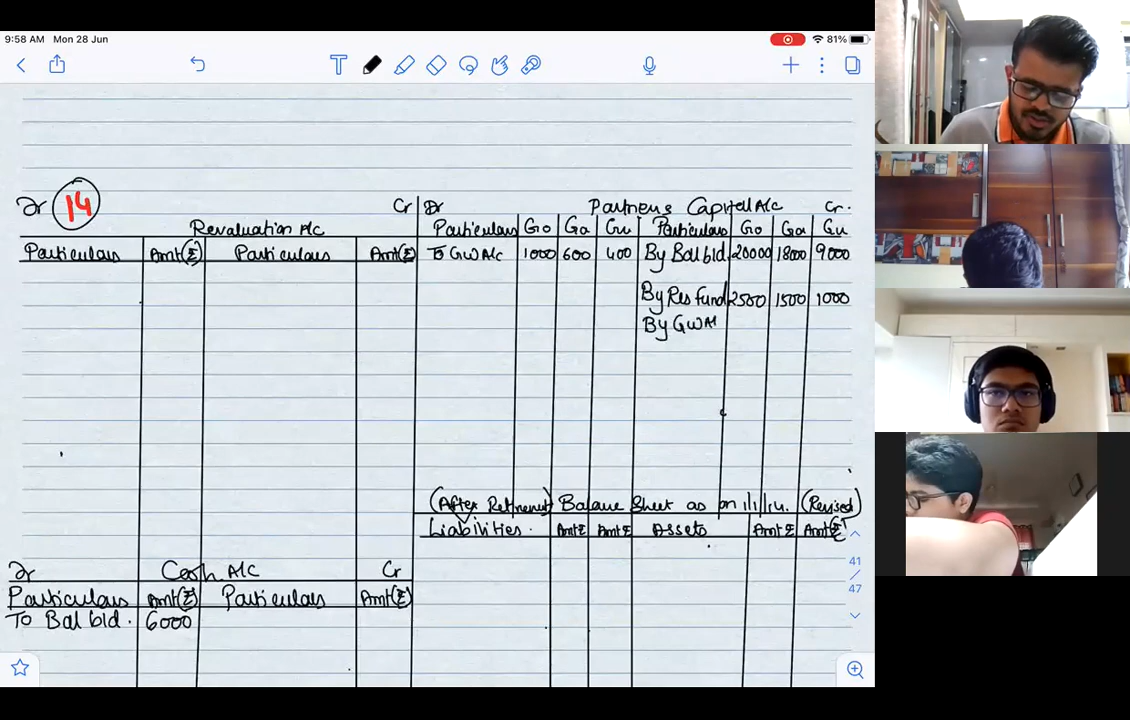 9:58 AM Mon 28 Jun
81%
T
Dr 14 Cr
Revaluation A/c
Particulars Amt(₹) Particulars Amt(₹)
Dr Partners Capital A/c Cr.
Particulars Go Ga Gu Particulars Go Ga Gu
To GW A/c 1000 600 400 By Bal b/d. 20000 18000 9000
By Res Fund 2500 1500 1000
By GW A/
(After Retirement) Balance Sheet as on 1/1/14. (Revised)
Liabilities. Amt₹ Amt₹ Assets Amt₹ Amt₹
Dr Cash A/c Cr
Particulars Amt(₹) Particulars Amt(₹)
To Bal b/d. 6000
41
/
47